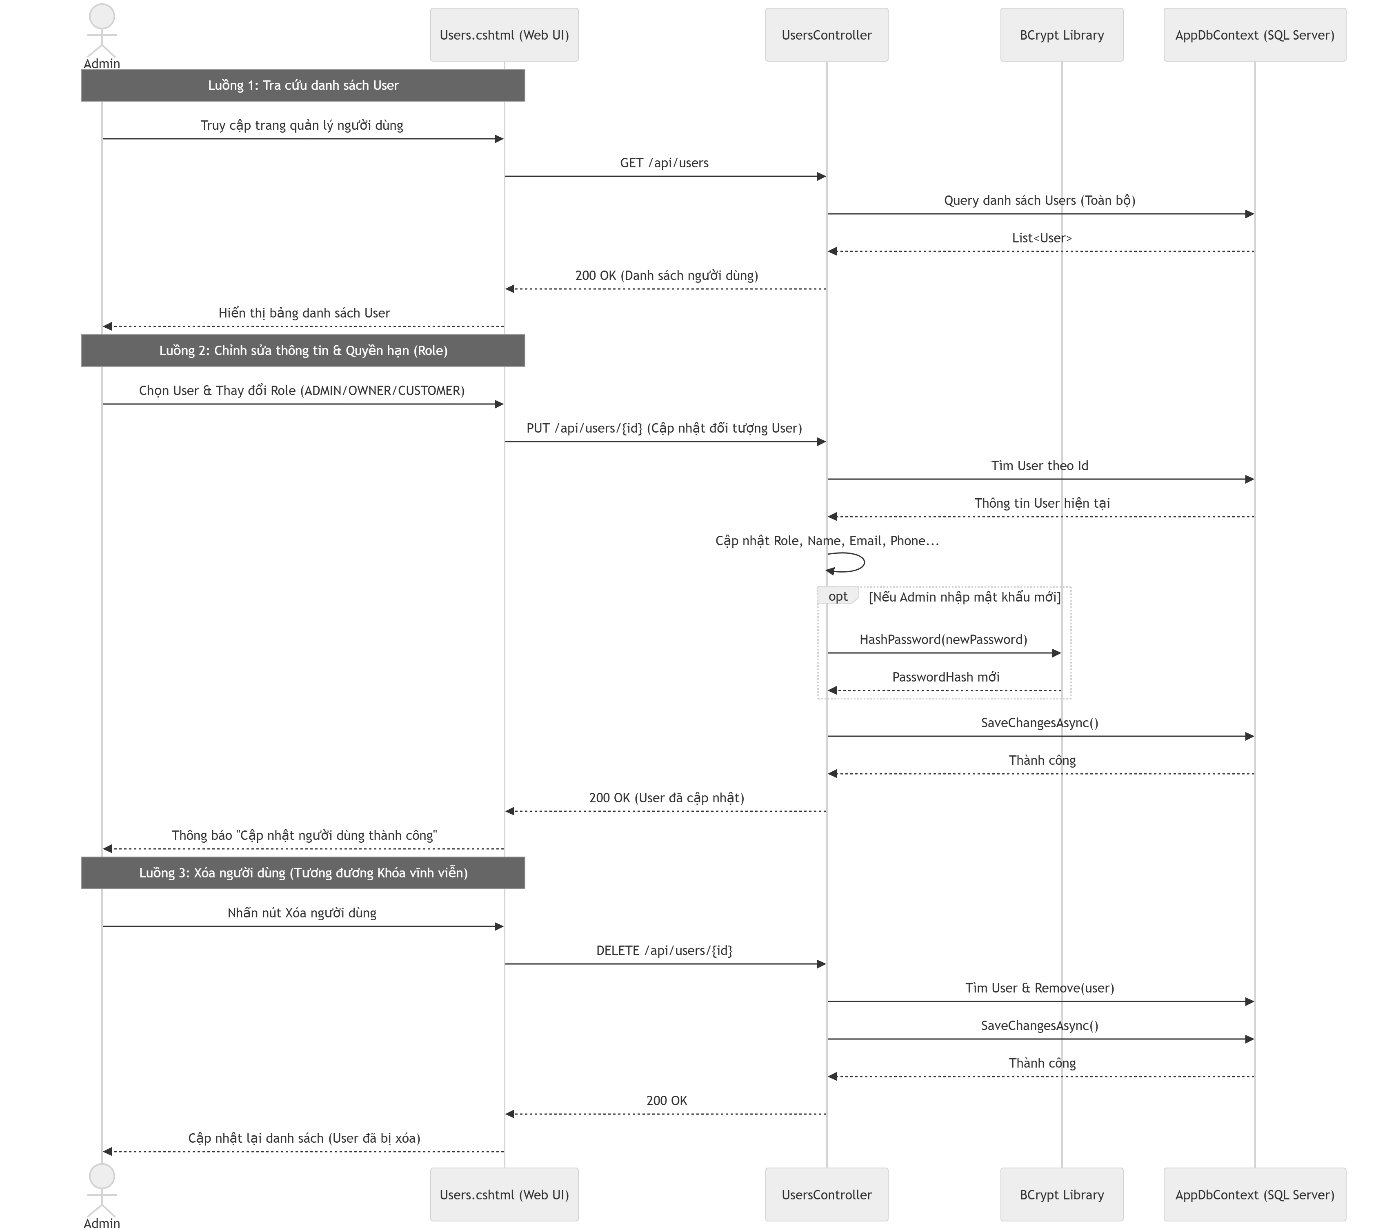 Users.cshtml (Web UI)
UsersController
BCrypt Library
AppDbContext (SQL Server)
Admin
Luồng 1: Tra cứu danh sách User
Truy cập trang quản lý người dùng
GET /api/users
Query danh sách Users (Toàn bộ)
List<User>
200 OK (Danh sách người dùng)
Hiển thị bảng danh sách User
Luồng 2: Chỉnh sửa thông tin & Quyền hạn (Role)
Chọn User & Thay đổi Role (ADMIN/OWNER/CUSTOMER)
PUT /api/users/{id} (Cập nhật đối tượng User)
Tìm User theo Id
Thông tin User hiện tại
Cập nhật Role, Name, Email, Phone...
opt
[Nếu Admin nhập mật khẩu mới]
HashPassword(newPassword)
PasswordHash mới
SaveChangesAsync()
Thành công
200 OK (User đã cập nhật)
Thông báo "Cập nhật người dùng thành công"
Luồng 3: Xóa người dùng (Tương đương Khóa vĩnh viễn)
Nhấn nút Xóa người dùng
DELETE /api/users/{id}
Tìm User & Remove(user)
SaveChangesAsync()
Thành công
200 OK
Cập nhật lại danh sách (User đã bị xóa)
Users.cshtml (Web UI)
UsersController
BCrypt Library
AppDbContext (SQL Server)
Admin